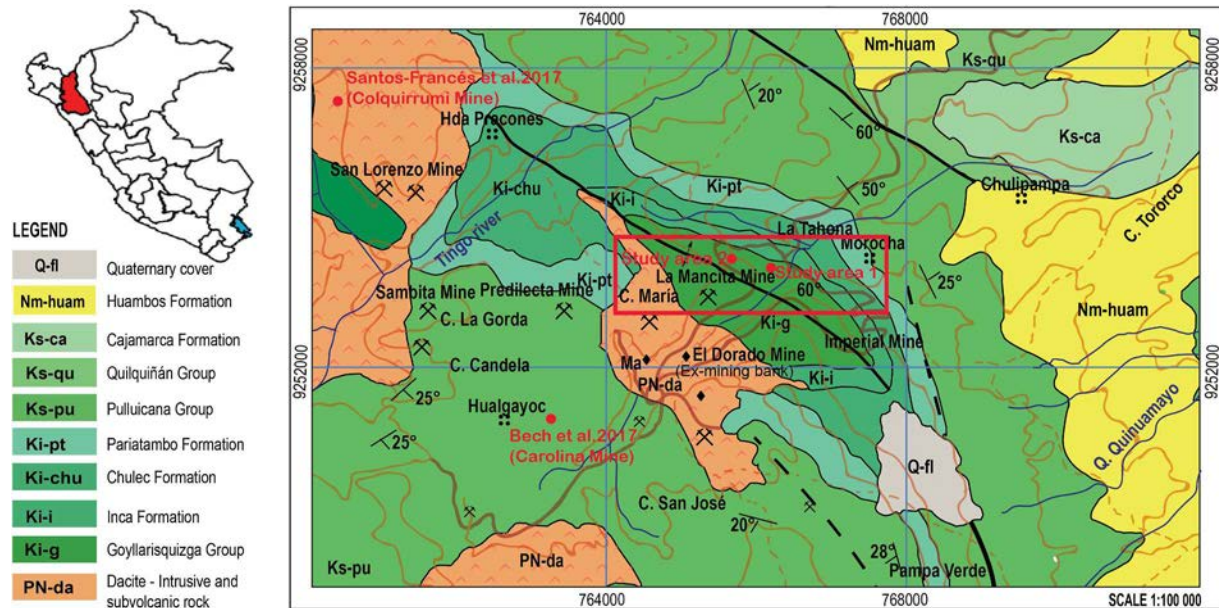 LEGEND
Q-fl Quaternary cover
Nm-huam Huambos Formation
Ks-ca Cajamarca Formation
Ks-qu Quilquiñán Group
Ks-pu Pulluicana Group
Ki-pt Pariatambo Formation
Ki-chu Chulec Formation
Ki-i Inca Formation
Ki-g Goyllarisquizga Group
PN-da Dacite - Intrusive and
subvolcanic rock
764000
768000
9258000
9258000
Nm-huam
Ks-qu
Santos-Francés et al.2017
(Colquirrumi Mine)
20°
60°
Hda Pracones
Ks-ca
San Lorenzo Mine
Ki-chu
Ki-pt
50°
Chulipampa
Ki-i
C. Tororco
Tingo river
La Tahona
Morocha
Study area 2
Study area 1
25°
Ki-pt
La Mancita Mine
60°
Sambita Mine
Predilecta Mine
C. María
Nm-huam
C. La Gorda
Ki-g
Imperial Mine
9252000
9252000
C. Candela
Ma
El Dorado Mine
(Ex-mining bank)
PN-da
Ki-i
25°
Hualgayoc
25°
Bech et al.2017
(Carolina Mine)
Q-fl
Q. Quinuamayo
C. San José
20°
PN-da
28°
Ks-pu
Pampa Verde
764000
768000
SCALE 1:100 000